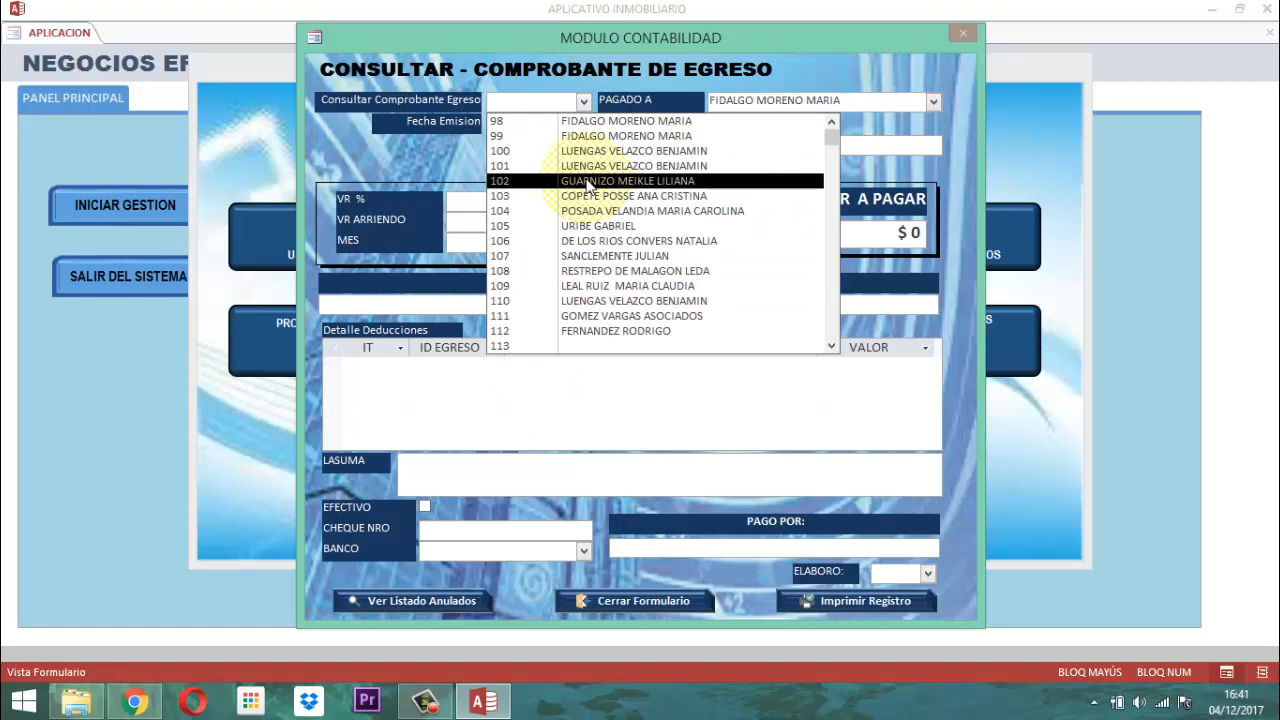 APLICATIVO INMOBILIARIO
APLICACION
NEGOCIOS EF
PANEL PRINCIPAL
INICIAR GESTION
SALIR DEL SISTEMA
MODULO CONTABILIDAD
CONSULTAR - COMPROBANTE DE EGRESO
Consultar Comprobante Egreso
PAGADO A
FIDALGO MORENO MARIA
Fecha Emision
98 FIDALGO MORENO MARIA
99 FIDALGO MORENO MARIA
100 LUENGAS VELAZCO BENJAMIN
101 LUENGAS VELAZCO BENJAMIN
102 GUARNIZO MEIKLE LILIANA
103 COPETE POSSE ANA CRISTINA
104 POSADA VELANDIA MARIA CAROLINA
105 URIBE GABRIEL
106 DE LOS RIOS CONVERS NATALIA
107 SANCLEMENTE JULIAN
108 RESTREPO DE MALAGON LEDA
109 LEAL RUIZ MARIA CLAUDIA
110 LUENGAS VELAZCO BENJAMIN
111 GOMEZ VARGAS ASOCIADOS
112 FERNANDEZ RODRIGO
113
VR %
VR ARRIENDO
MES
R A PAGAR
$ 0
U
OS
PRO
S
Detalle Deducciones
IT
ID EGRESO
VALOR
LASUMA
EFECTIVO
CHEQUE NRO
BANCO
PAGO POR:
ELABORO:
Ver Listado Anulados
Cerrar Formulario
Imprimir Registro
Vista Formulario
BLOQ MAYÚS
BLOQ NUM
Pr
16:41
04/12/2017